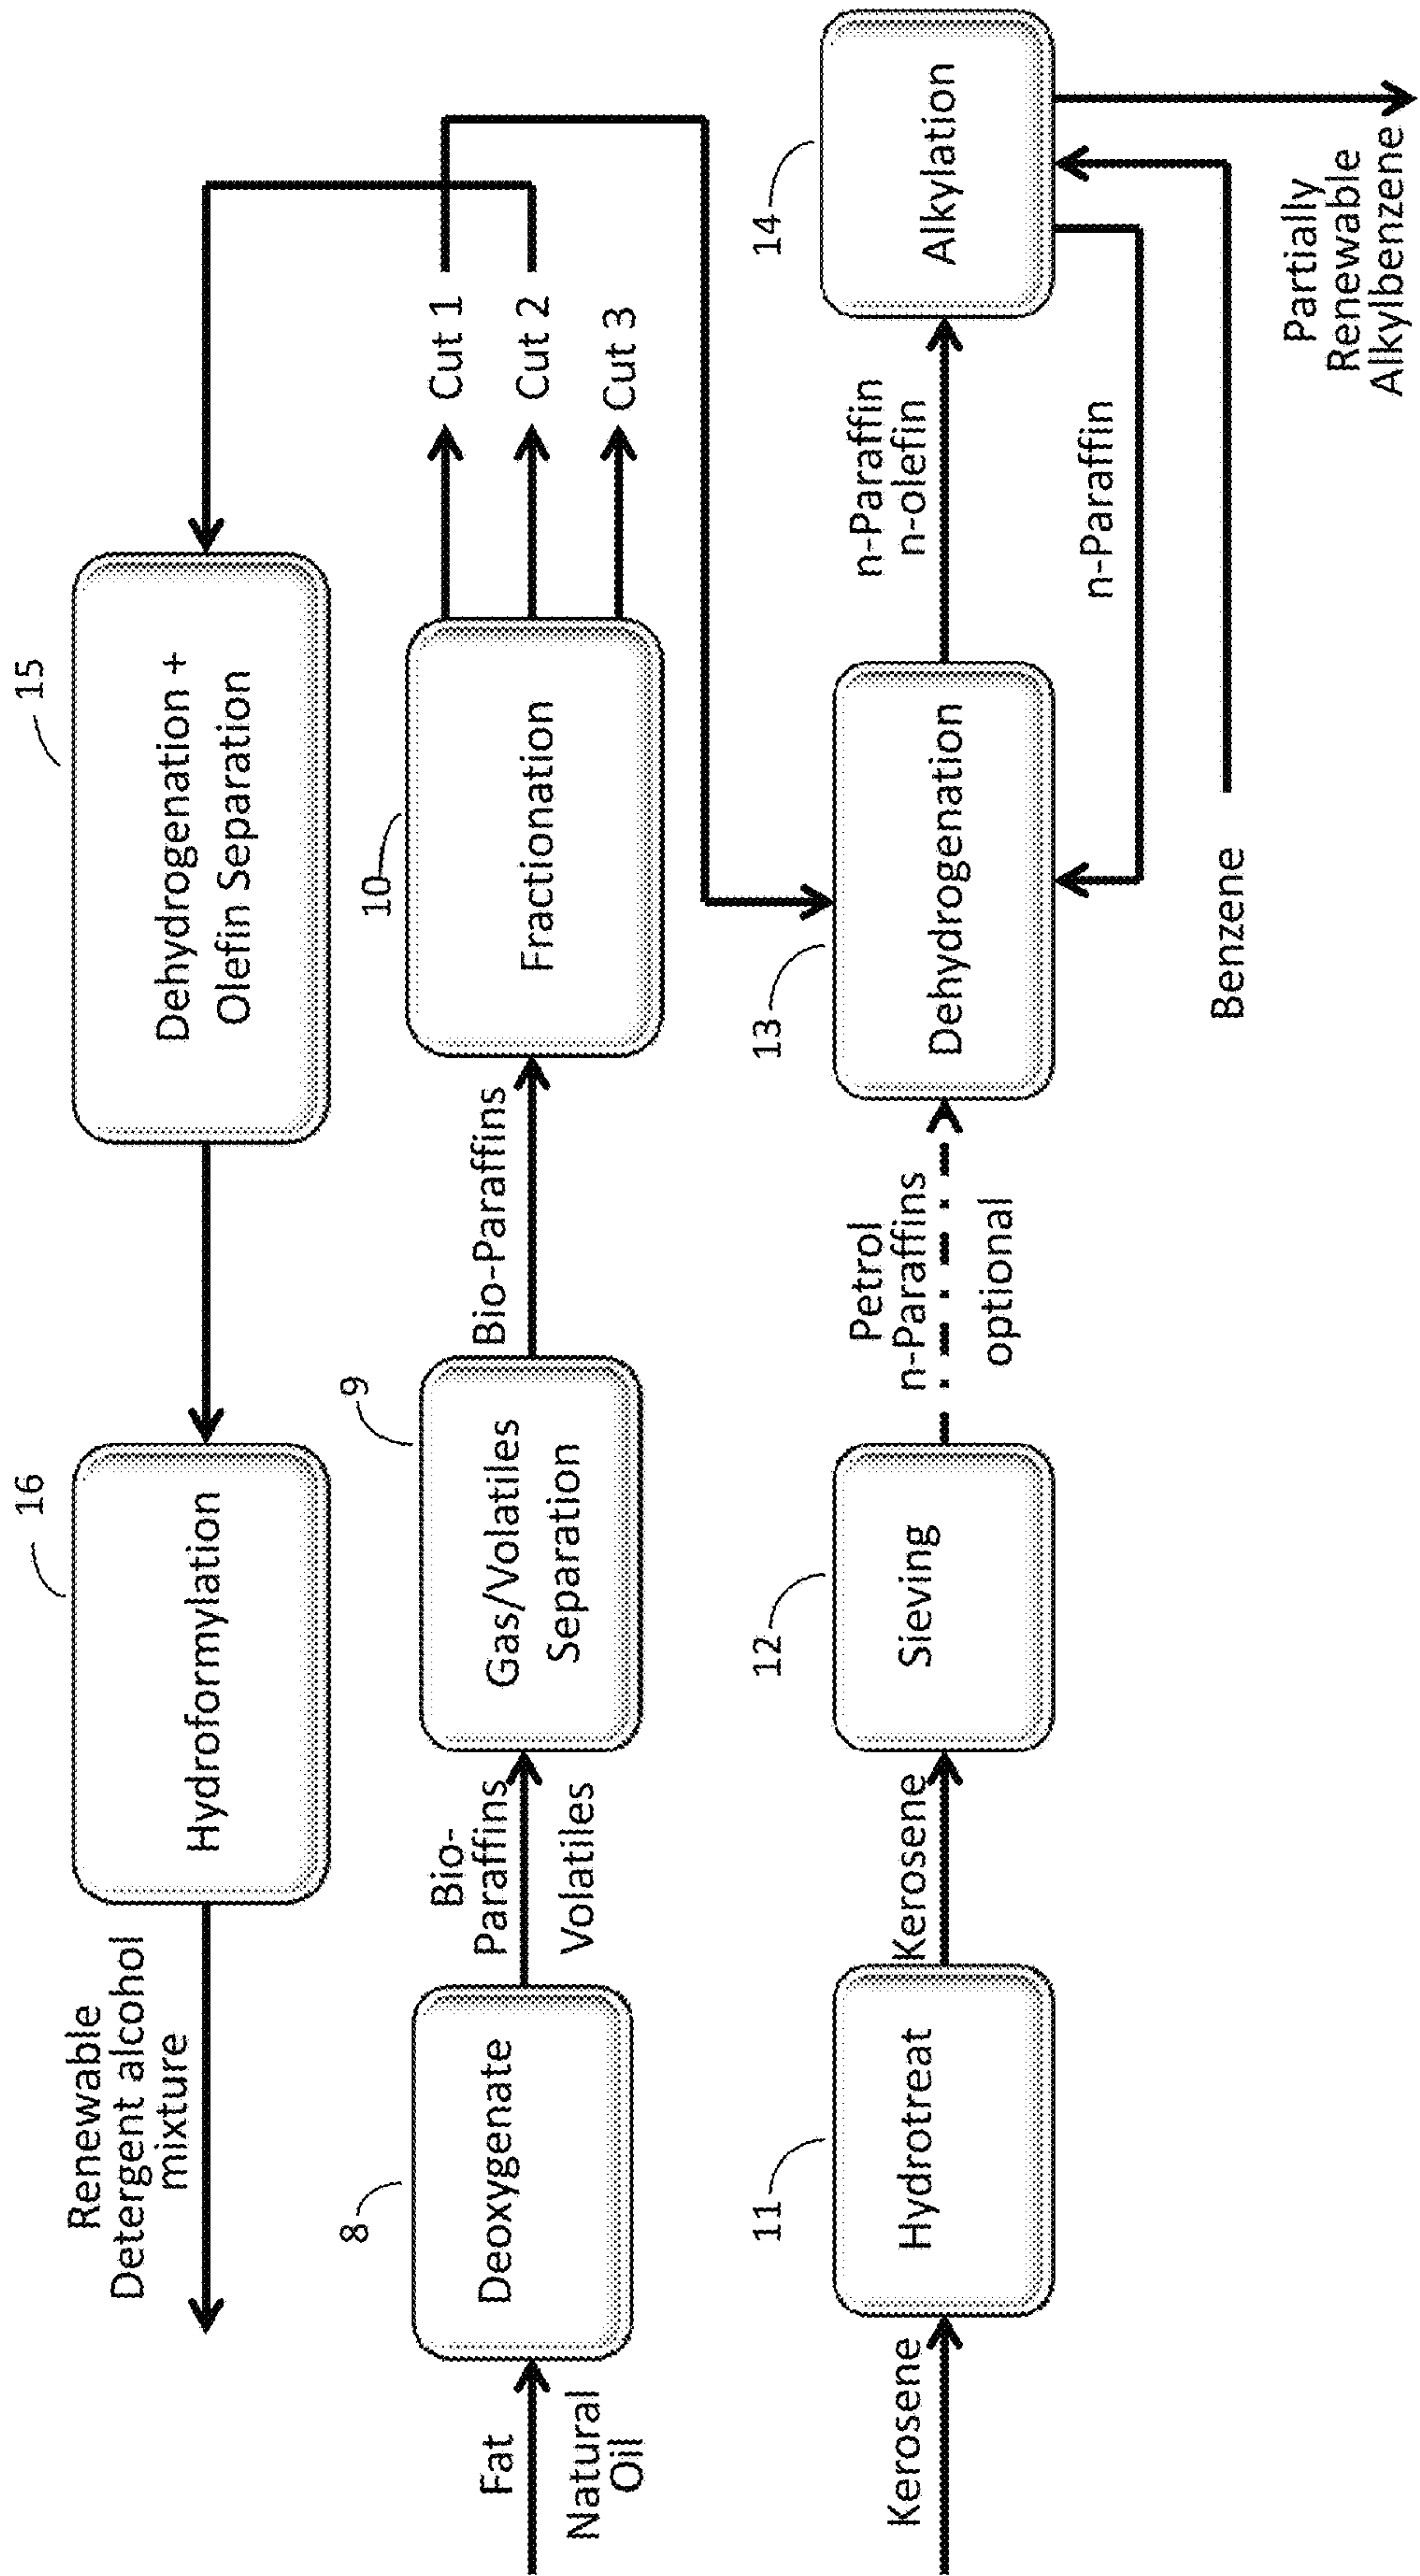 16
15
Renewable
Detergent alcohol
mixture
Hydroformylation
Dehydrogenation +
Olefin Separation
8
9
10
Fat
Natural
Oil
Deoxygenate
Bio-
Paraffins
Volatiles
Gas/Volatiles
Separation
Bio-Paraffins
Fractionation
Cut 1
Cut 2
Cut 3
11
12
13
14
Kerosene
Hydrotreat
Kerosene
Sieving
Petrol
n-Paraffins
optional
Dehydrogenation
n-Paraffin
n-olefin
Alkylation
n-Paraffin
Benzene
Partially
Renewable
Alkylbenzene